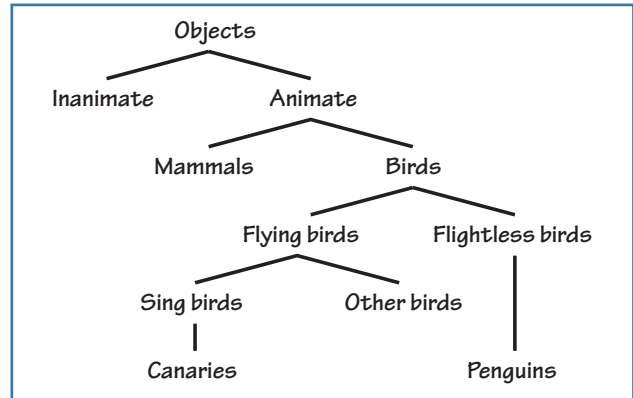 Objects
Inanimate
Animate
Mammals
Birds
Flying birds
Flightless birds
Sing birds
Other birds
Canaries
Penguins